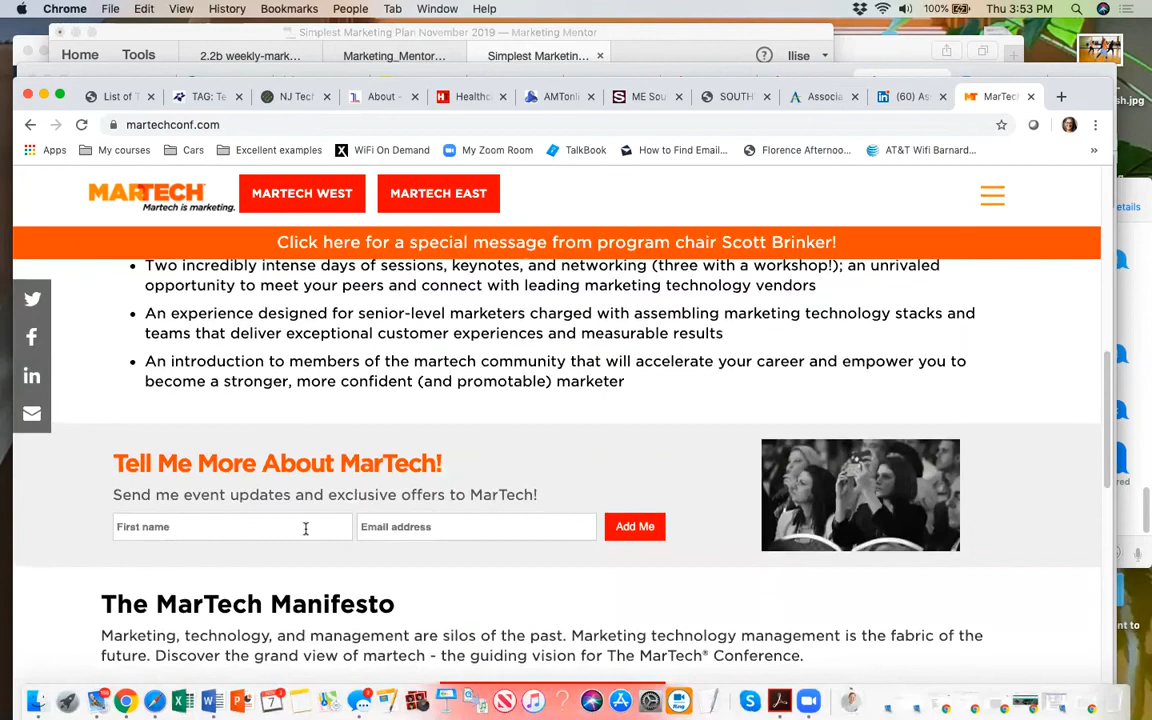 Chrome File Edit View History Bookmarks People Tab Window Help 100% Thu 3:53 PM
Simplest Marketing Plan November 2019 — Marketing Mentor
Home Tools 2.2b weekly-mark... Marketing_Mentor... Simplest Marketin... × Ilise
sh.jpg
List of T × TAG: Te × NJ Tech × About - × Health × AMTonli × ME Sou × SOUTH × Associa × (60) As × MarTec × +
martechconf.com
Apps My courses Cars Excellent examples WiFi On Demand My Zoom Room TalkBook How to Find Email... Florence Afternoo... AT&T Wifi Barnard... »
MARTECH
Martech is marketing.
MARTECH WEST MARTECH EAST
etails
Click here for a special message from program chair Scott Brinker!
• Two incredibly intense days of sessions, keynotes, and networking (three with a workshop!); an unrivaled
opportunity to meet your peers and connect with leading marketing technology vendors
• An experience designed for senior-level marketers charged with assembling marketing technology stacks and
teams that deliver exceptional customer experiences and measurable results
• An introduction to members of the martech community that will accelerate your career and empower you to
become a stronger, more confident (and promotable) marketer
Tell Me More About MarTech!
Send me event updates and exclusive offers to MarTech!
First name Email address Add Me
The MarTech Manifesto
Marketing, technology, and management are silos of the past. Marketing technology management is the fabric of the
future. Discover the grand view of martech - the guiding vision for The MarTech® Conference.
nt to